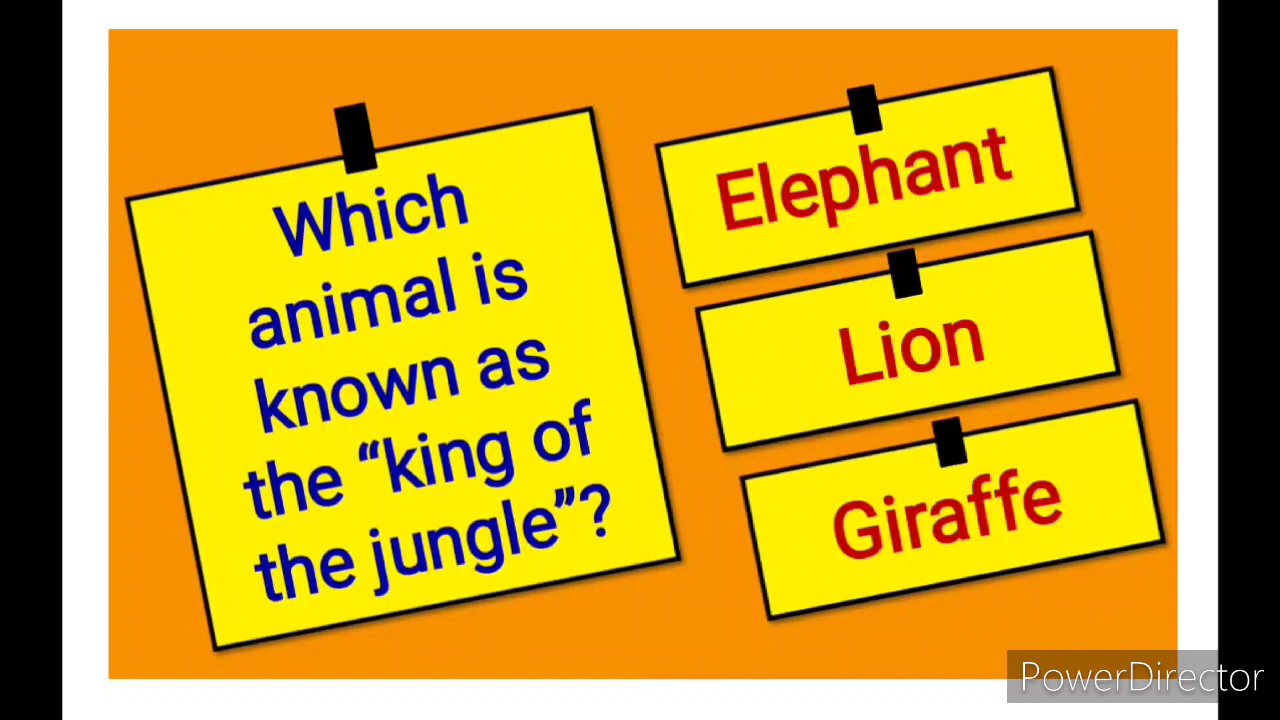 Which
animal is
known as
the “king of
the jungle”?
Elephant
Lion
Giraffe
PowerDirector